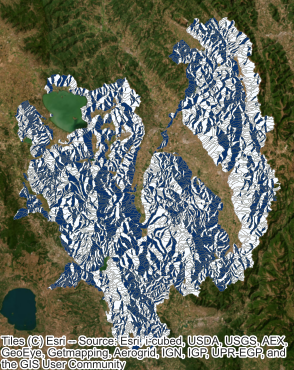 Tiles (C) Esri -- Source: Esri, i-cubed, USDA, USGS, AEX,
GeoEye, Getmapping, Aerogrid, IGN, IGP, UPR-EGP, and
the GIS User Community